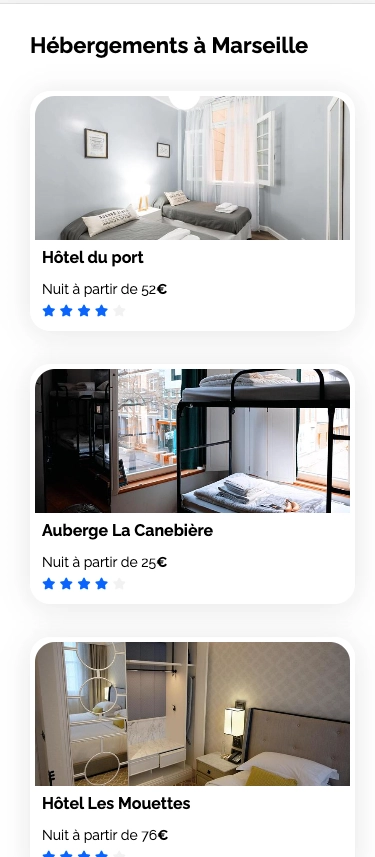 Hébergements à Marseille
Hôtel du port
Nuit à partir de 52€
Auberge La Canebière
Nuit à partir de 25€
Hôtel Les Mouettes
Nuit à partir de 76€